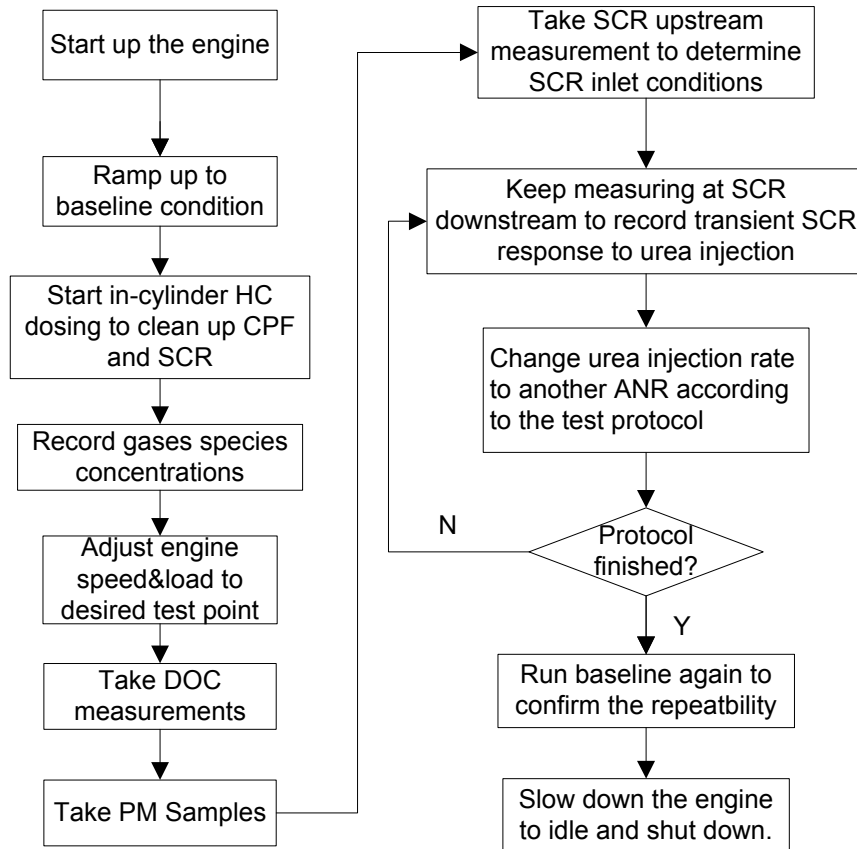 Start up the engine
Ramp up to
baseline condition
Start in-cylinder HC
dosing to clean up CPF
and SCR
Record gases species
concentrations
Adjust engine
speed&load to
desired test point
Take DOC
measurements
Take PM Samples
Take SCR upstream
measurement to determine
SCR inlet conditions
Keep measuring at SCR
downstream to record transient SCR
response to urea injection
Change urea injection rate
to another ANR according
to the test protocol
Protocol
finished?
N
Y
Run baseline again to
confirm the repeatbility
Slow down the engine
to idle and shut down.